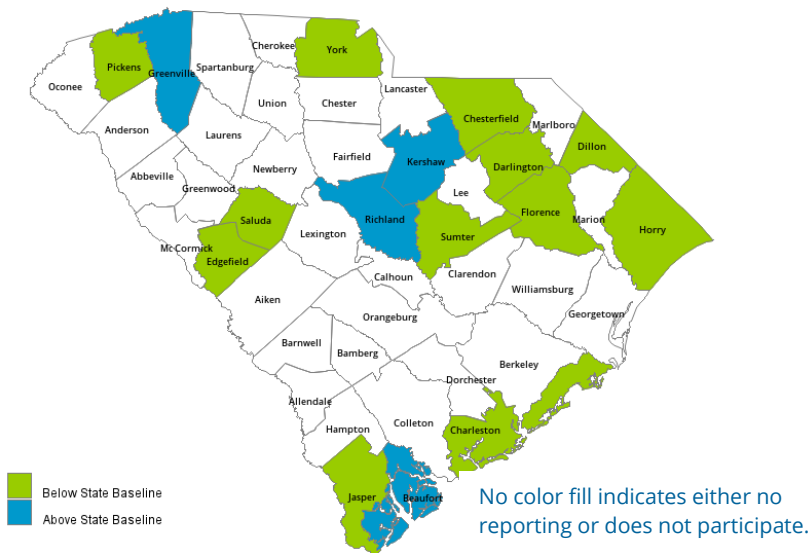 Cherokee
York
Pickens
Greenville
Spartanburg
Oconee
Union
Chester
Lancaster
Chesterfield
Marlboro
Anderson
Laurens
Dillon
Fairfield
Kershaw
Darlington
Abbeville
Newberry
Greenwood
Lee
Saluda
Richland
Florence
Marion
Horry
Lexington
Sumter
Mc Cormick
Edgefield
Calhoun
Clarendon
Williamsburg
Aiken
Orangeburg
Georgetown
Barnwell
Bamberg
Berkeley
Dorchester
Allendale
Colleton
Hampton
Charleston
Jasper
Beaufort
Below State Baseline
Above State Baseline
No color fill indicates either no
reporting or does not participate.